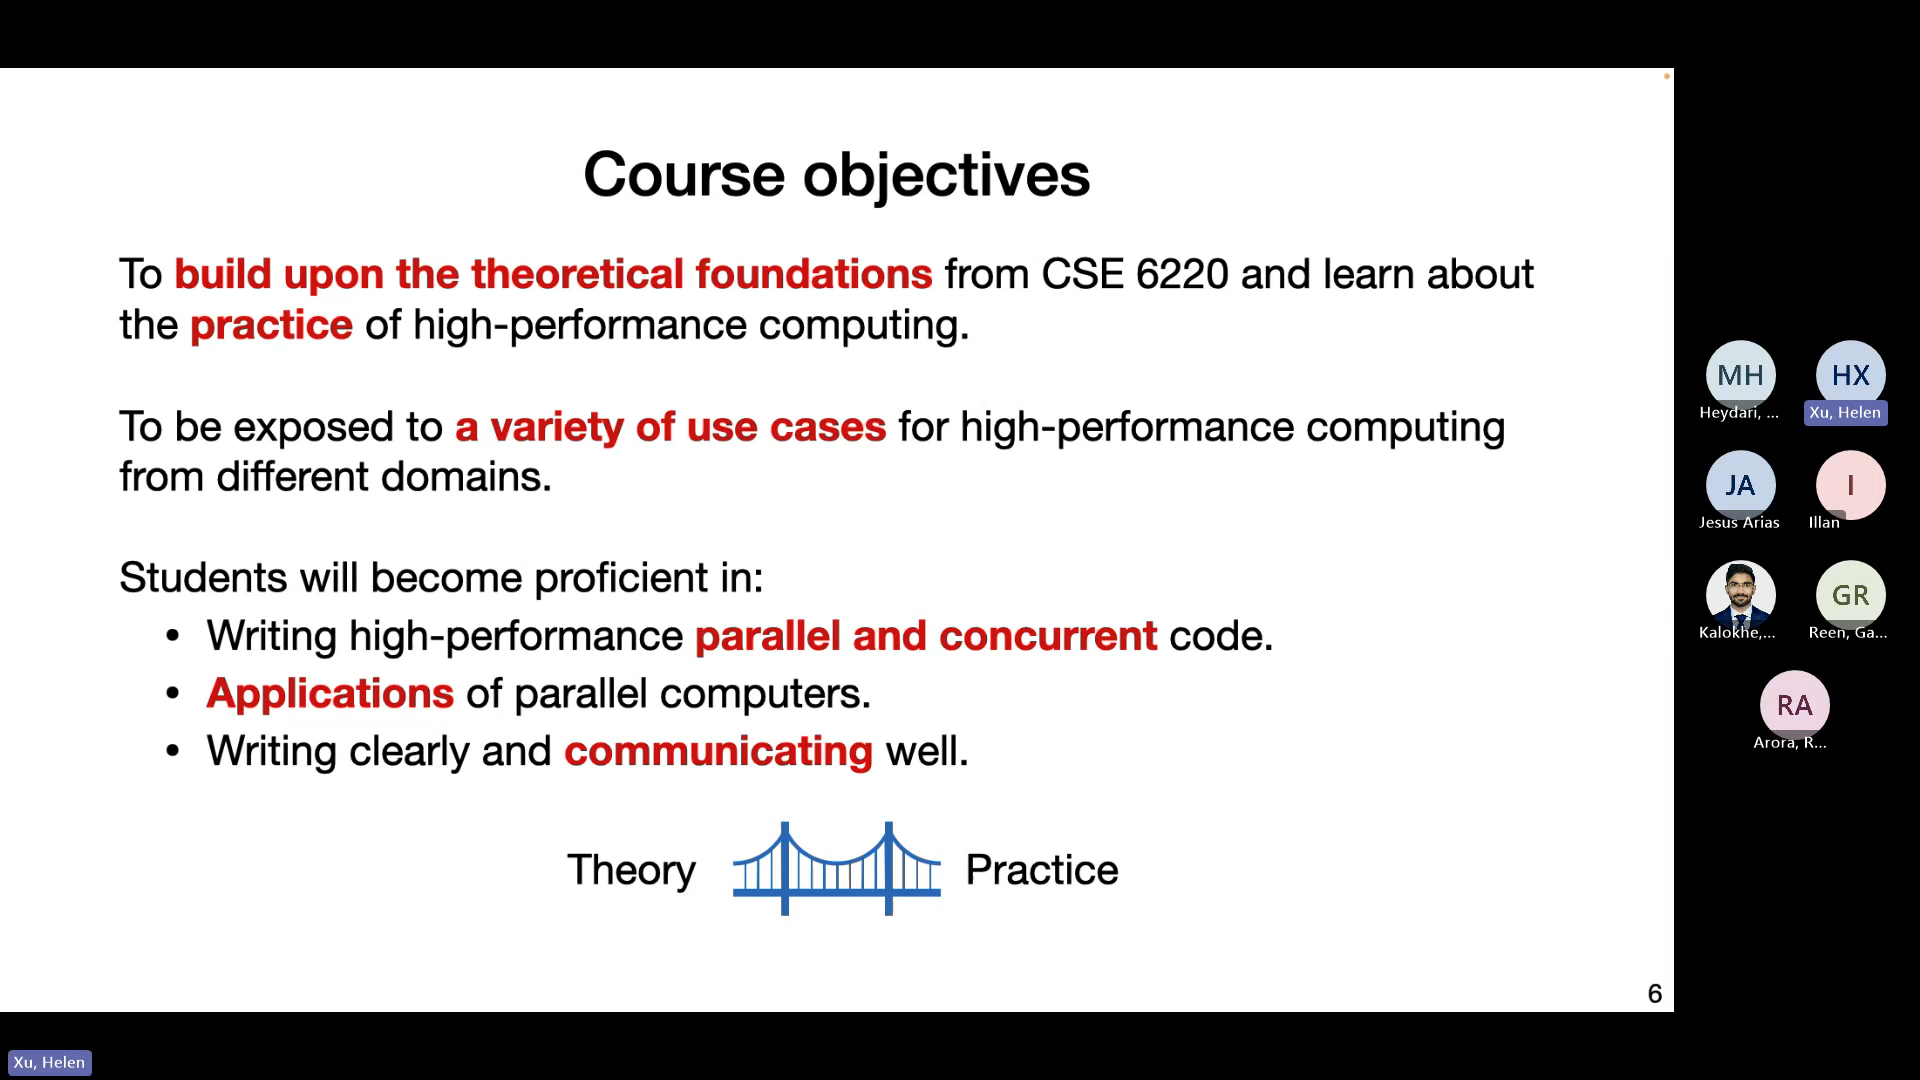 Course objectives
To build upon the theoretical foundations from CSE 6220 and learn about
the practice of high-performance computing.
To be exposed to a variety of use cases for high-performance computing
from different domains.
Students will become proficient in:
• Writing high-performance parallel and concurrent code.
• Applications of parallel computers.
• Writing clearly and communicating well.
Theory Practice
6
MH HX
Heydari, ... Xu, Helen
JA I
Jesus Arias Illan
GR
Kalokhe,... Reen, Ga...
RA
Arora, R...
Xu, Helen